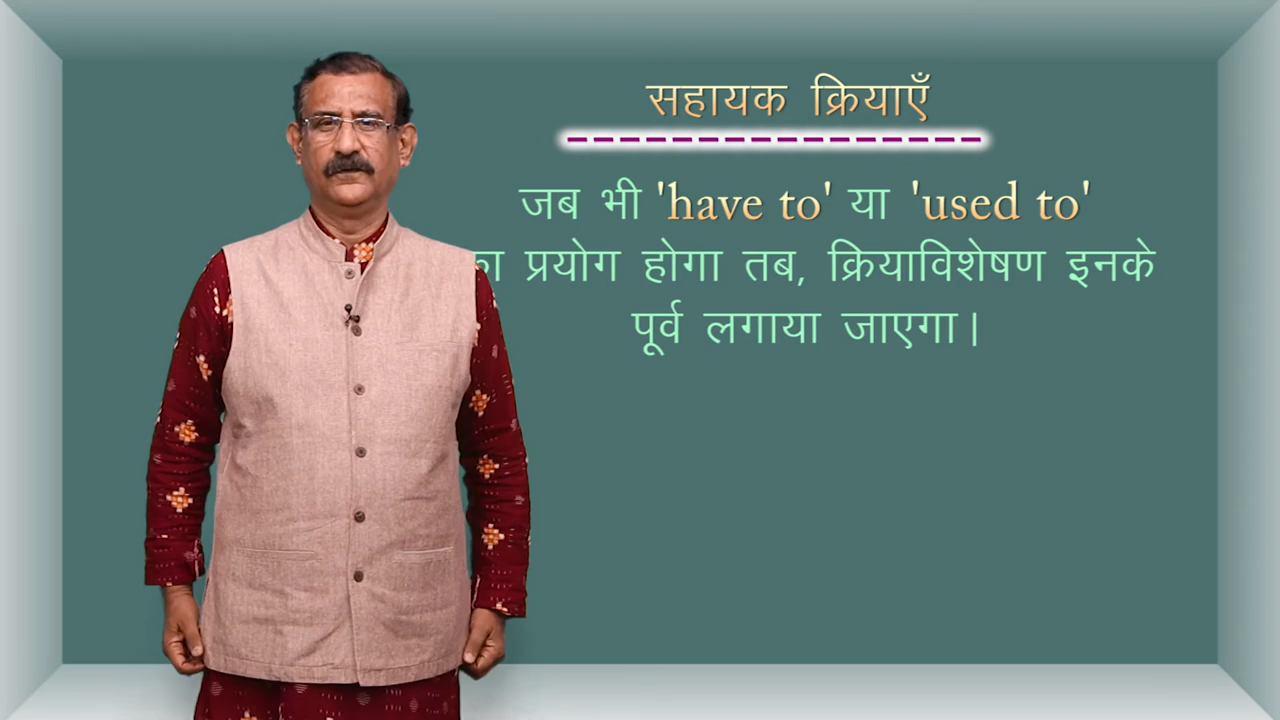 सहायक क्रियाएँ
जब भी 'have to' या 'used to'
प्रयोग होगा तब, क्रियाविशेषण इनके
पूर्व लगाया जाएगा।